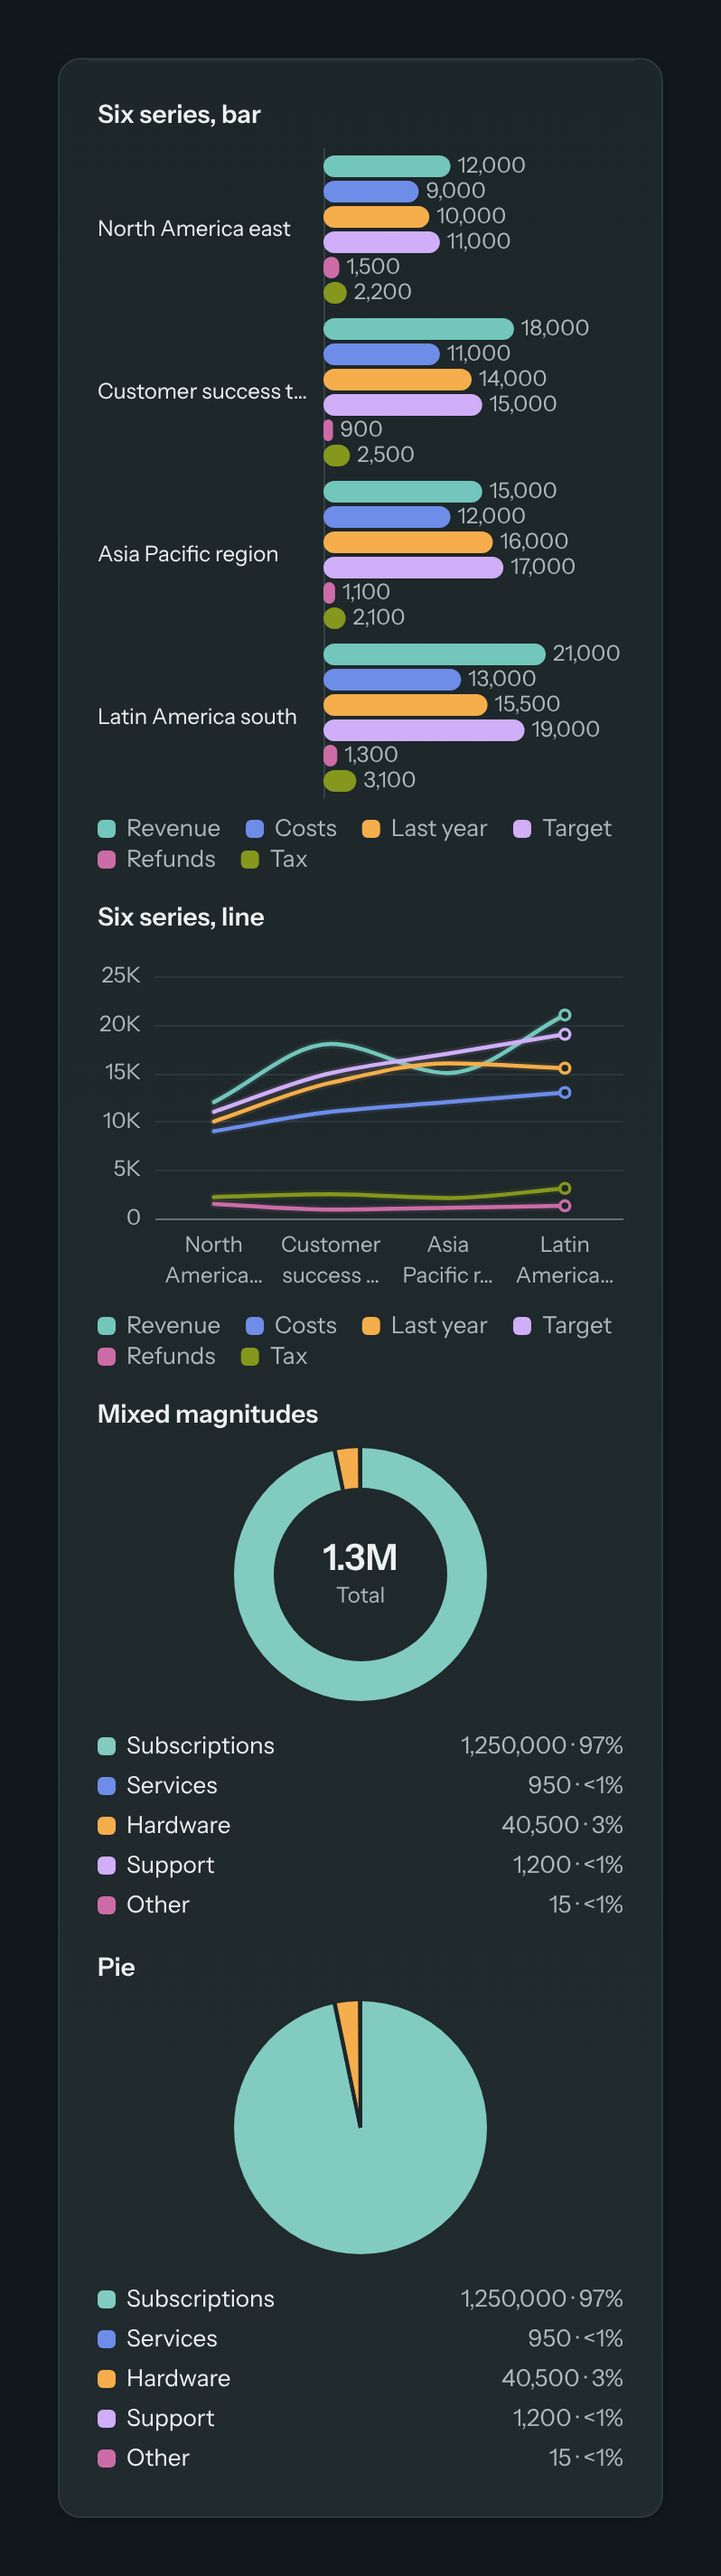 Six series, bar
North America east
12,000
9,000
10,000
11,000
1,500
2,200
Customer success t...
18,000
11,000
14,000
15,000
900
2,500
Asia Pacific region
15,000
12,000
16,000
17,000
1,100
2,100
Latin America south
21,000
13,000
15,500
19,000
1,300
3,100
Revenue Costs Last year Target
Refunds Tax
Six series, line
25K
20K
15K
10K
5K
0
North Customer Asia Latin
America... success ... Pacific r... America...
Revenue Costs Last year Target
Refunds Tax
Mixed magnitudes
1.3M
Total
Subscriptions 1,250,000 · 97%
Services 950 · <1%
Hardware 40,500 · 3%
Support 1,200 · <1%
Other 15 · <1%
Pie
Subscriptions 1,250,000 · 97%
Services 950 · <1%
Hardware 40,500 · 3%
Support 1,200 · <1%
Other 15 · <1%